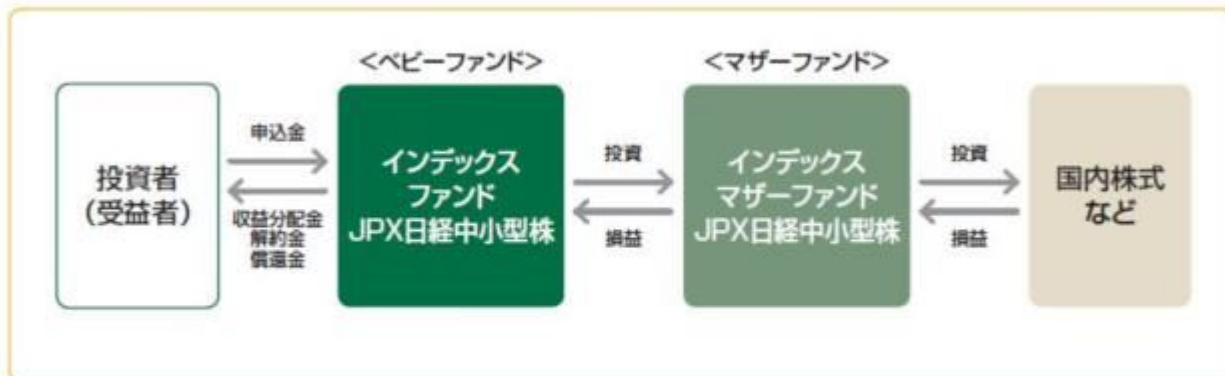 <ベビーファンド>
<マザーファンド>
投資者
(受益者)
申込金
収益分配金
解約金
償還金
インデックス
ファンド
JPX日経中小型株
投資
損益
インデックス
マザーファンド
JPX日経中小型株
投資
損益
国内株式
など